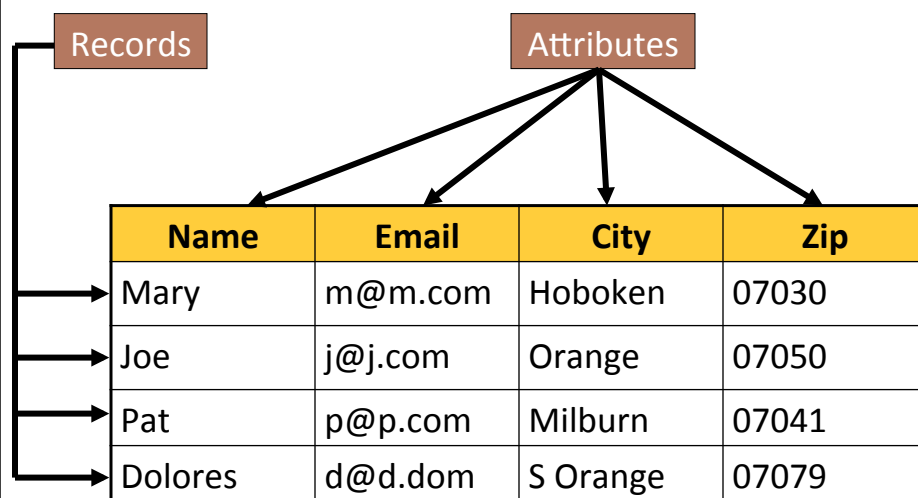 Records Attributes
Name Email City Zip
Mary m@m.com Hoboken 07030
Joe j@j.com Orange 07050
Pat p@p.com Milburn 07041
Dolores d@d.dom S Orange 07079